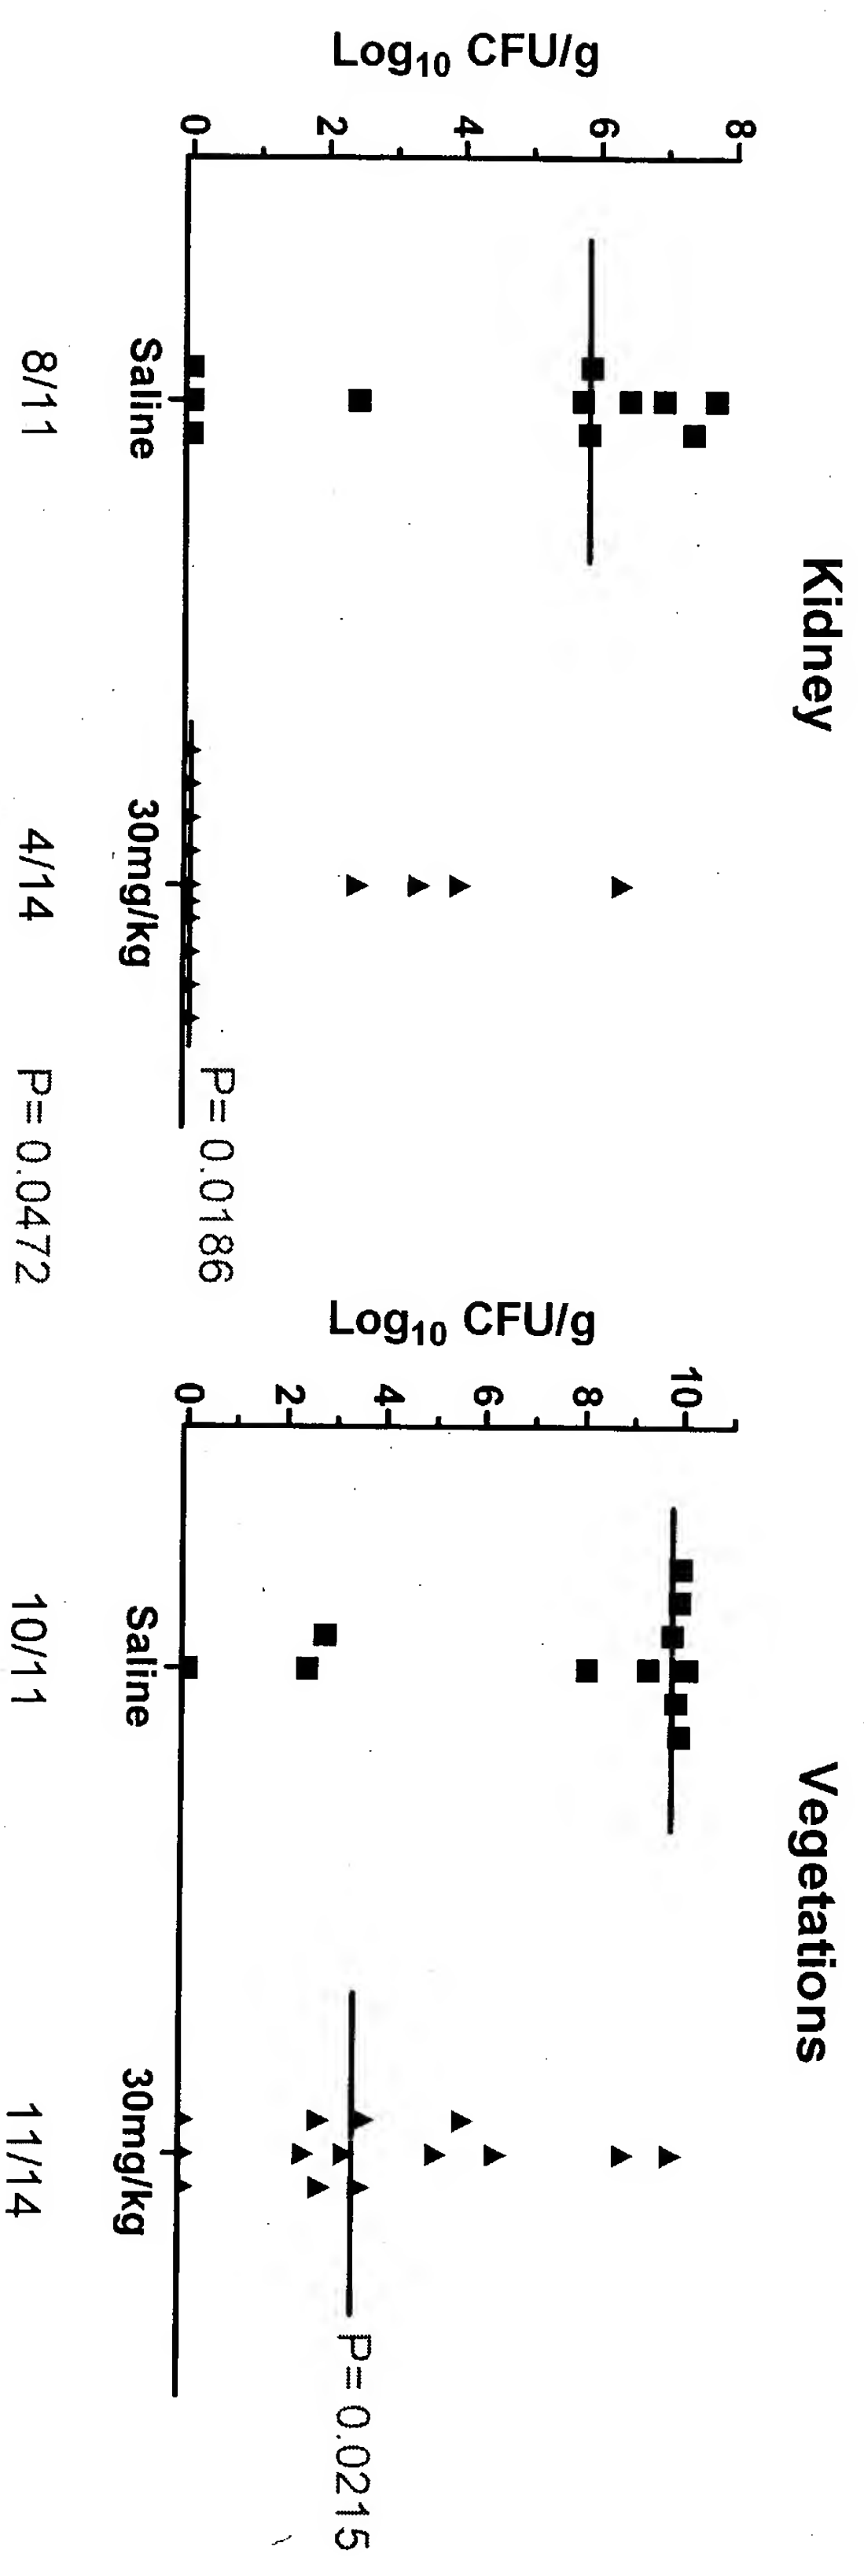 Kidney
Log10 CFU/g
8
6
4
2
0
Saline
30mg/kg
P= 0.0186
8/11
4/14
P= 0.0472
Vegetations
Log10 CFU/g
10
8
6
4
2
0
Saline
30mg/kg
P= 0.0215
10/11
11/14